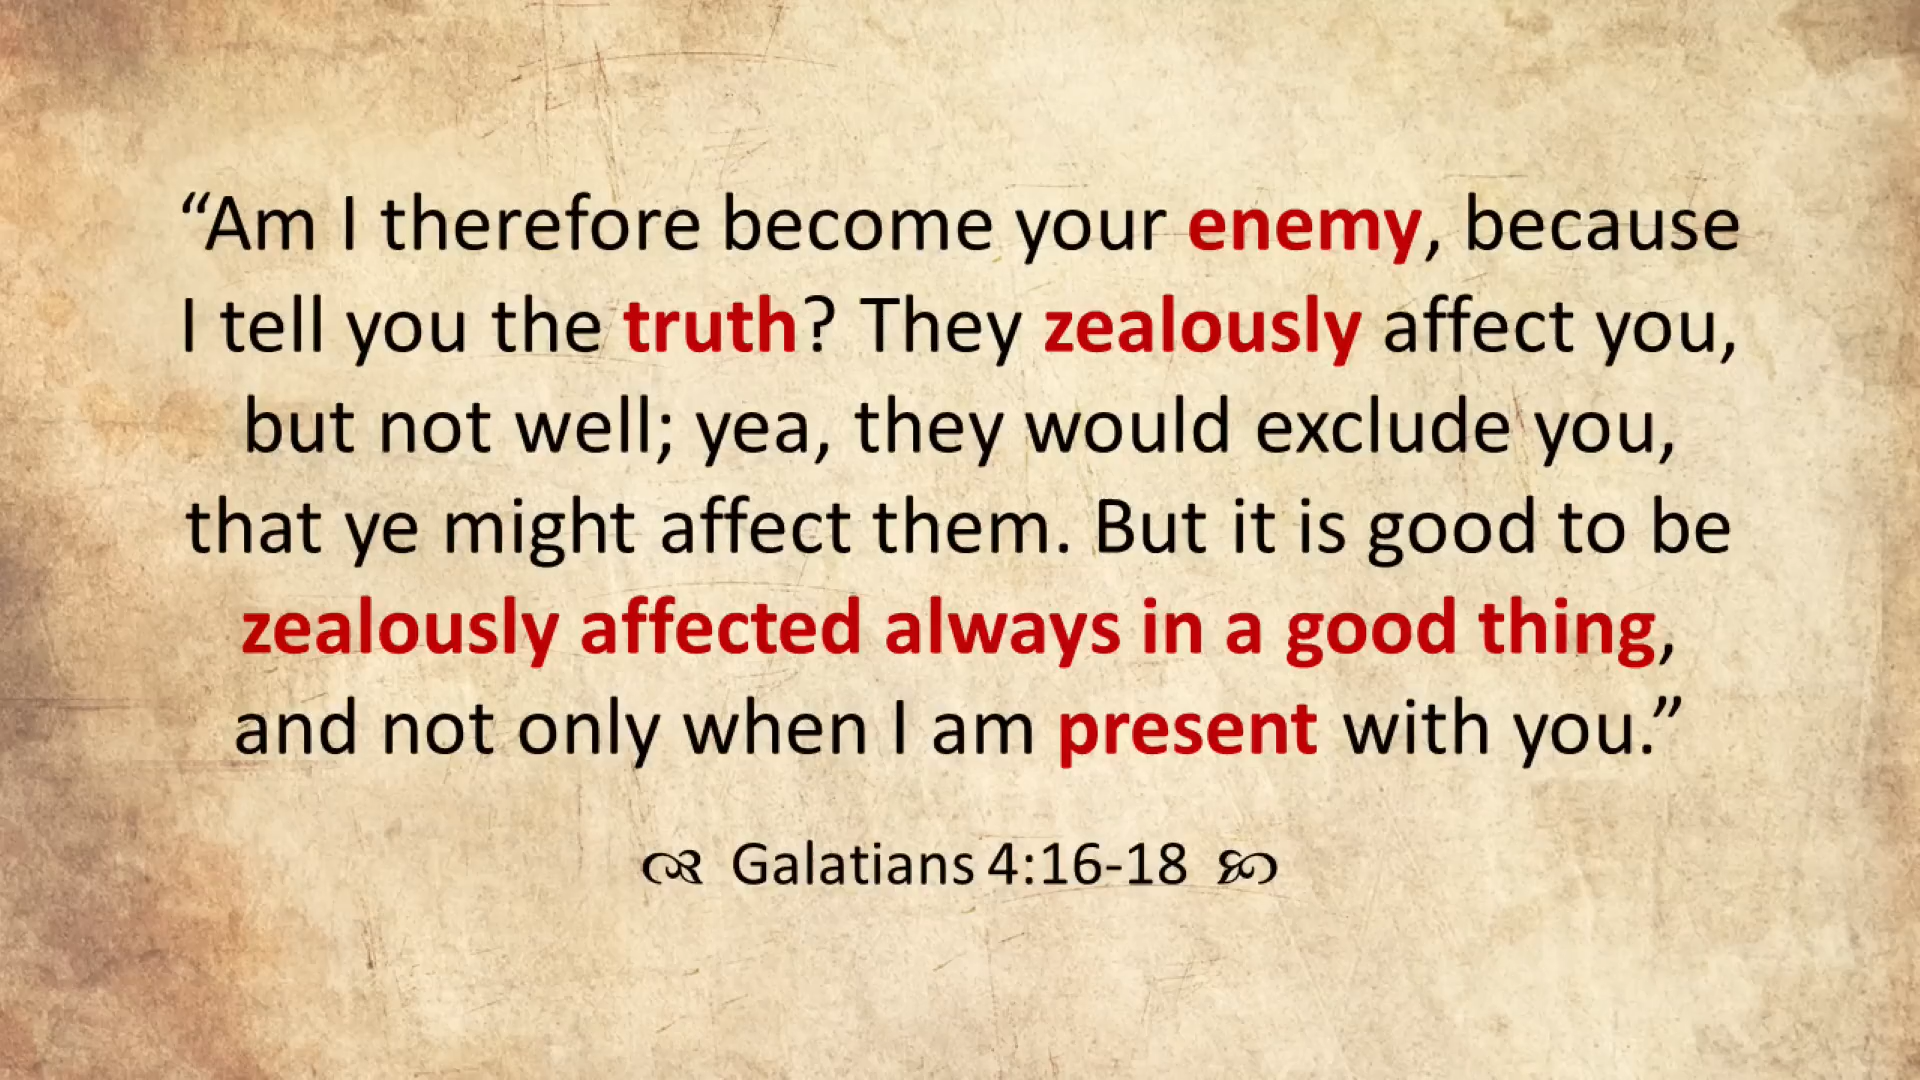 “Am I therefore become your enemy, because
I tell you the truth? They zealously affect you,
but not well; yea, they would exclude you,
that ye might affect them. But it is good to be
zealously affected always in a good thing,
and not only when I am present with you.”
Galatians 4:16-18